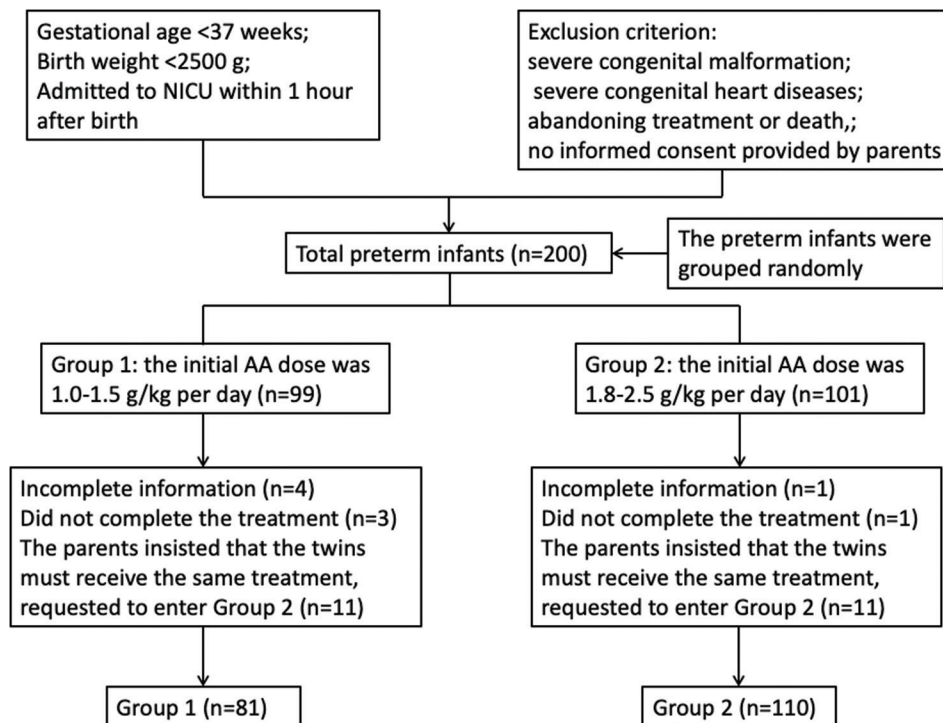 Gestational age <37 weeks;
Birth weight <2500 g;
Admitted to NICU within 1 hour
after birth
Exclusion criterion:
severe congenital malformation;
severe congenital heart diseases;
abandoning treatment or death,;
no informed consent provided by parents
Total preterm infants (n=200)
The preterm infants were
grouped randomly
Group 1: the initial AA dose was
1.0-1.5 g/kg per day (n=99)
Group 2: the initial AA dose was
1.8-2.5 g/kg per day (n=101)
Incomplete information (n=4)
Did not complete the treatment (n=3)
The parents insisted that the twins
must receive the same treatment,
requested to enter Group 2 (n=11)
Incomplete information (n=1)
Did not complete the treatment (n=1)
The parents insisted that the twins
must receive the same treatment,
requested to enter Group 2 (n=11)
Group 1 (n=81)
Group 2 (n=110)